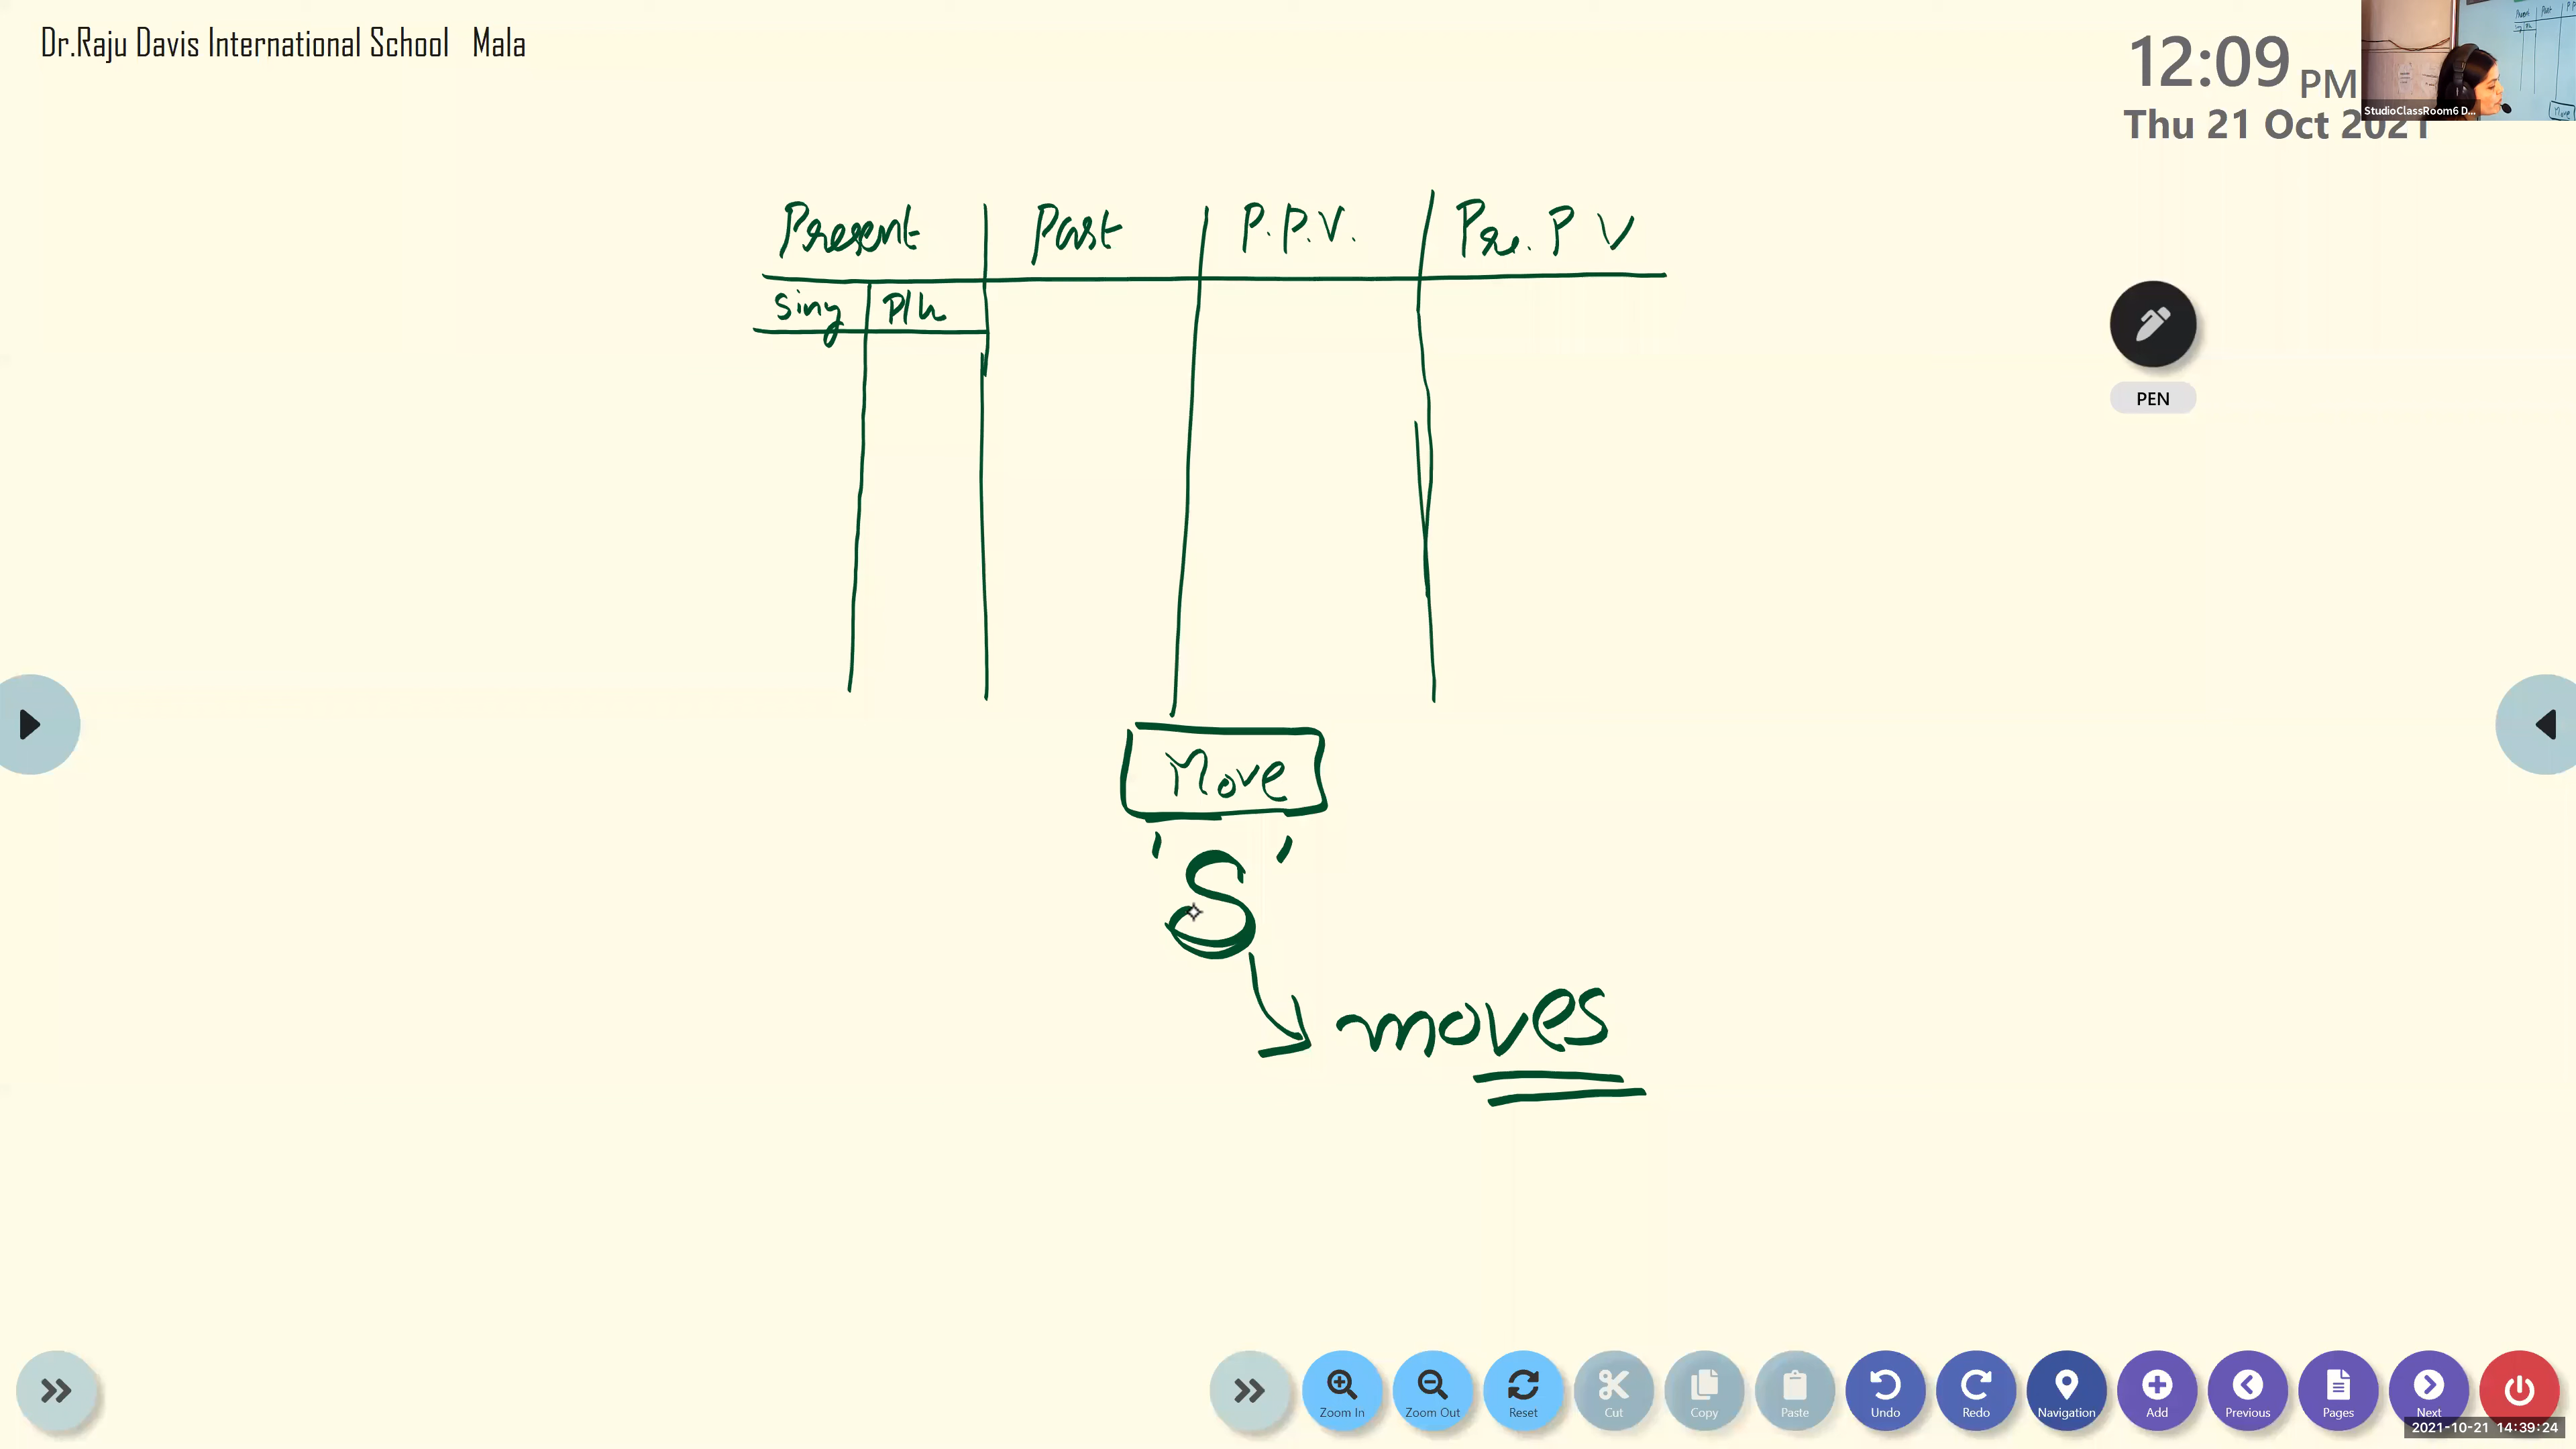 Dr.Raju Davis International School Mala
12:09 PM
Thu 21 Oct 2021
StudioClassRoom6 D...
Present Past P.P.V. Pre. P V
Sing Plu
PEN
Move
' S '
moves
Zoom In Zoom Out Reset Cut Copy Paste Undo Redo Navigation Add Previous Pages Next
2021-10-21 14:39:24